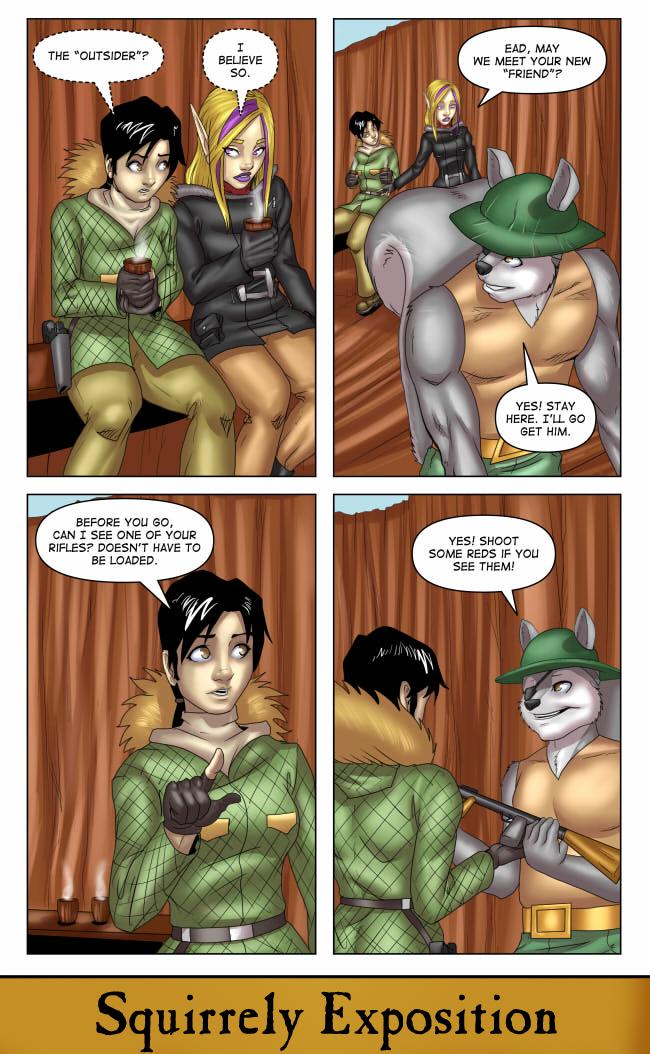 THE "OUTSIDER"?
I
BELIEVE
SO.
EAD, MAY
WE MEET YOUR NEW
"FRIEND"?
YES! STAY
HERE. I'LL GO
GET HIM.
BEFORE YOU GO,
CAN I SEE ONE OF YOUR
RIFLES? DOESN'T HAVE TO
BE LOADED.
YES! SHOOT
SOME REDS IF YOU
SEE THEM!
Squirrely Exposition